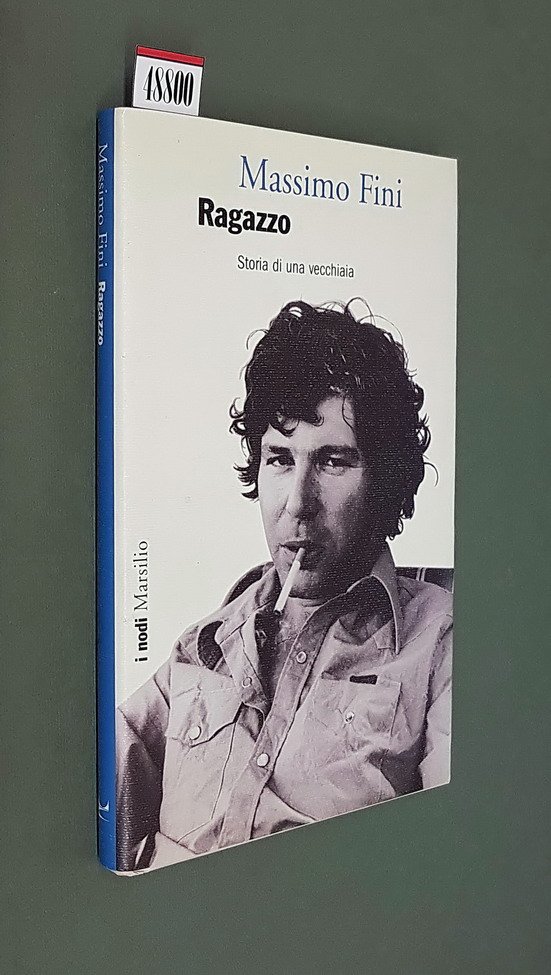 48800
Massimo Fini
Ragazzo
Storia di una vecchiaia
i nodi Marsilio
Massimo Fini Ragazzo